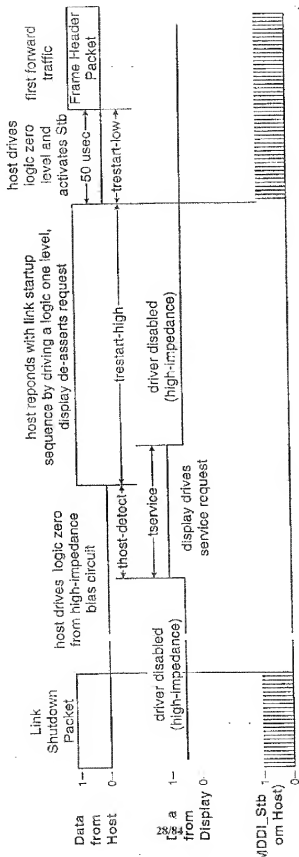 Link
Shutdown
Packet
host drives logic zero
from high-impedance
bias circuit
host reponds with link startup
sequence by driving a logic one level,
display de-asserts request
host drives
logic zero
level and
activates Stb
first forward
traffic
Frame Header
Packet
50 usec
trestart-low
trestart-high
thost-detect
tservice
Data
from
Host
1
0
driver disabled
(high-impedance)
display drives
service request
driver disabled
(high-impedance)
a
from
Display
28/84
1
0
MDDI_Stb
om Host)
1
0